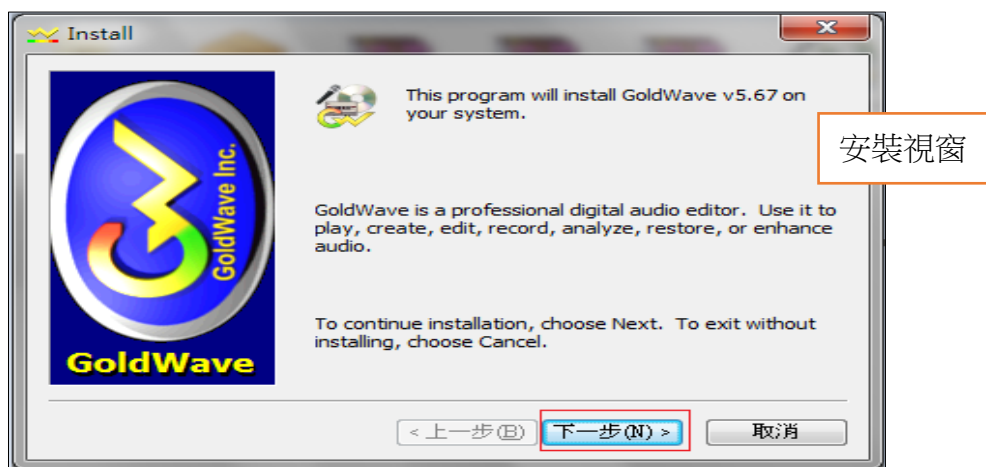 Install
This program will install GoldWave v5.67 on
your system.
安裝視窗
GoldWave Inc.
GoldWave is a professional digital audio editor. Use it to
play, create, edit, record, analyze, restore, or enhance
audio.
To continue installation, choose Next. To exit without
installing, choose Cancel.
GoldWave
< 上一步(B)
下一步(N) >
取消